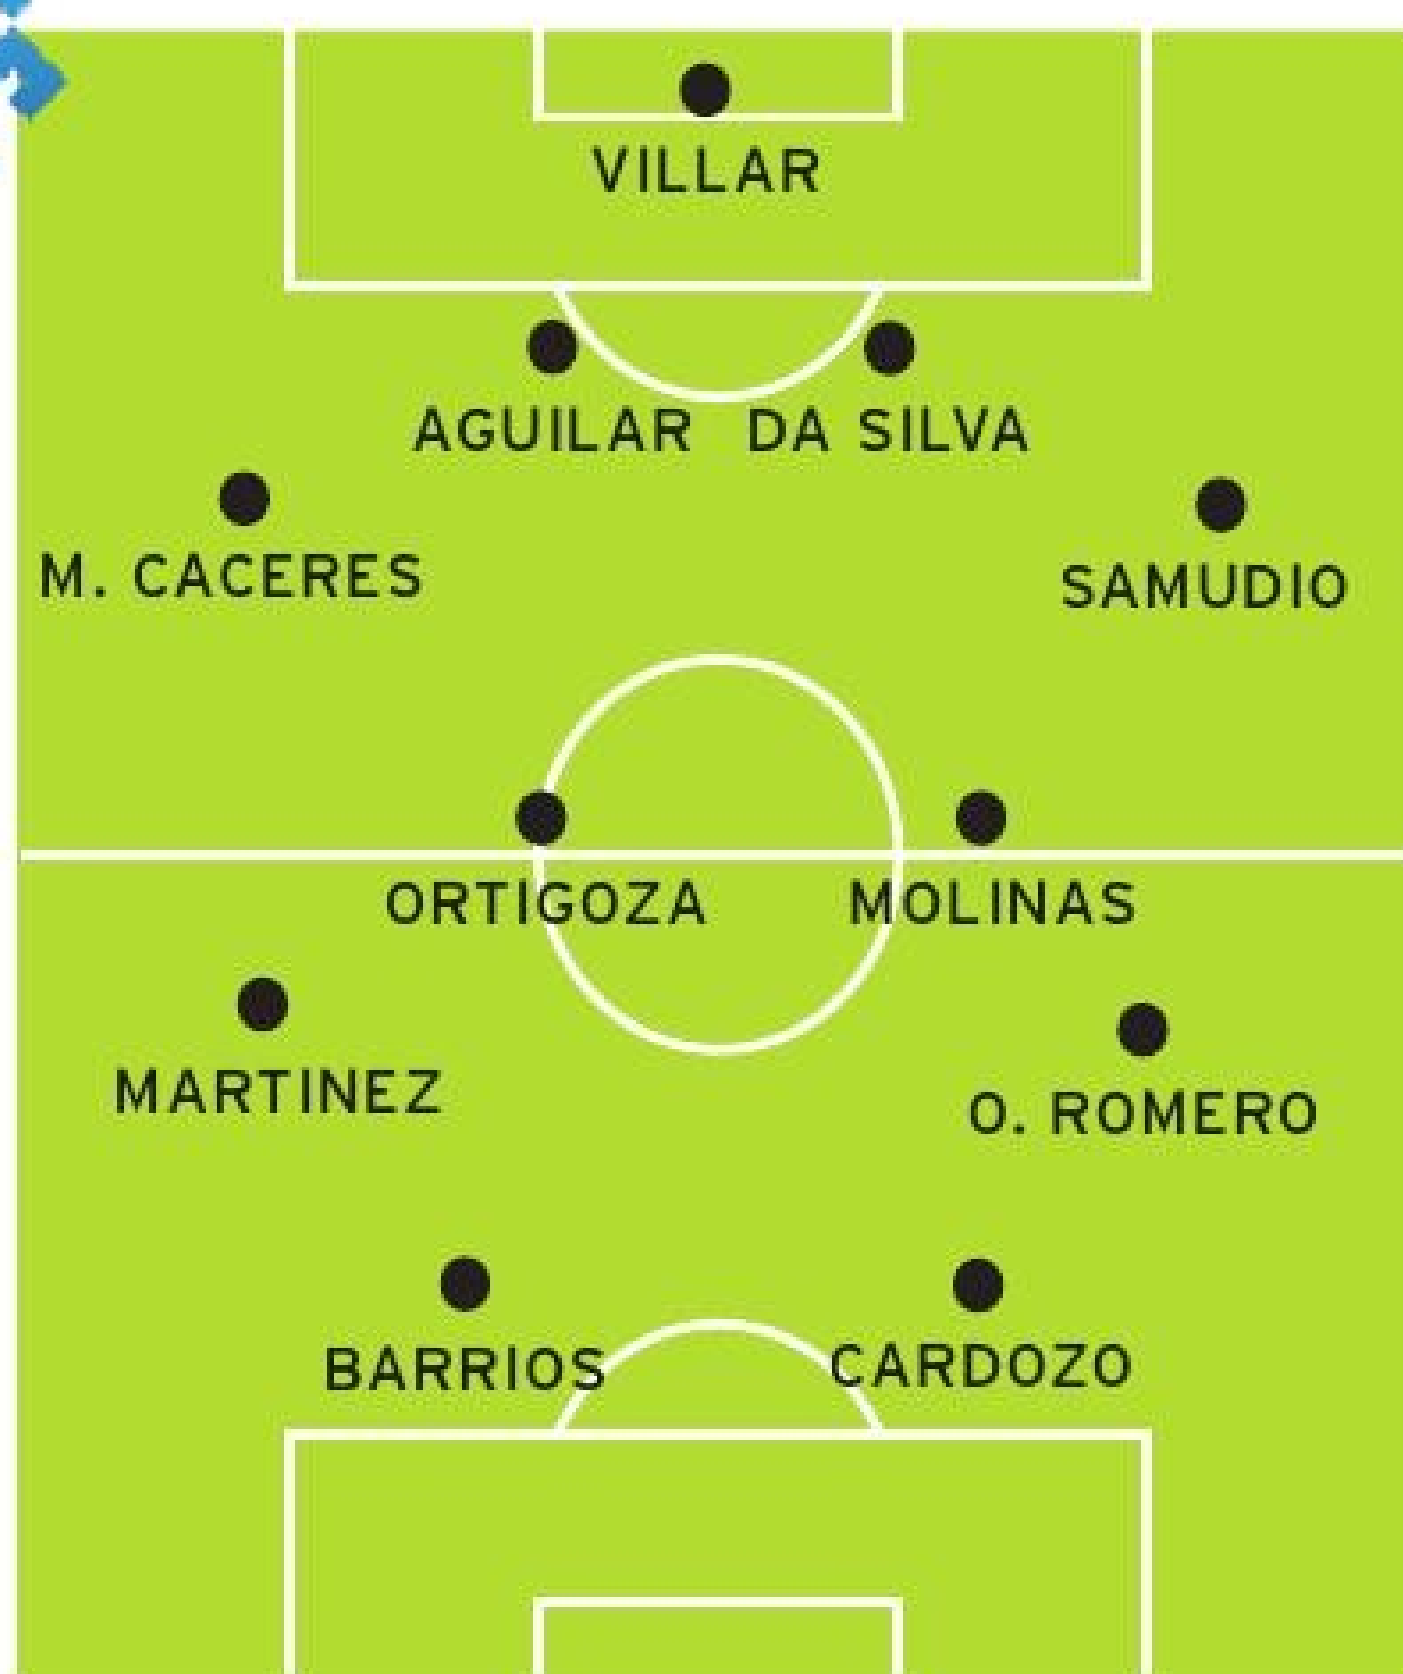 VILLAR
AGUILAR DA SILVA
M. CACERES
SAMUDIO
ORTIGOZA MOLINAS
MARTINEZ
O. ROMERO
BARRIOS CARDOZO